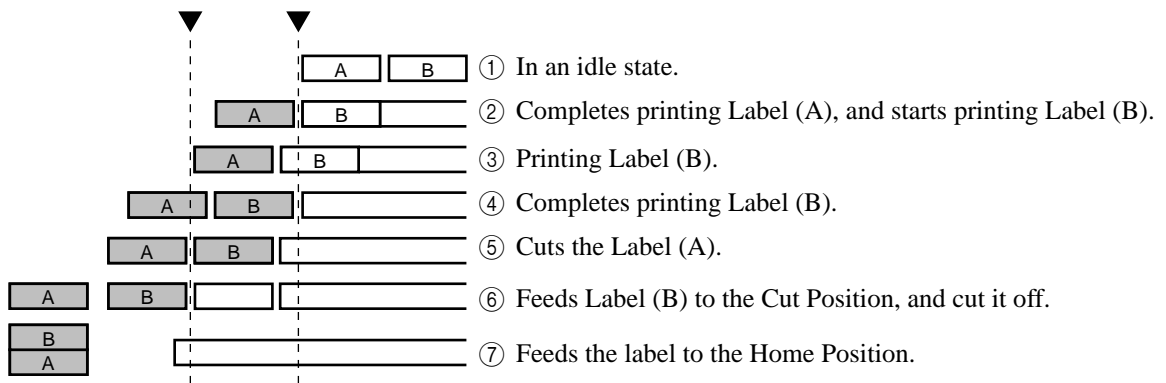 A B ① In an idle state.
A B ② Completes printing Label (A), and starts printing Label (B).
A B ③ Printing Label (B).
A B ④ Completes printing Label (B).
A B ⑤ Cuts the Label (A).
A B ⑥ Feeds Label (B) to the Cut Position, and cut it off.
B
A ⑦ Feeds the label to the Home Position.